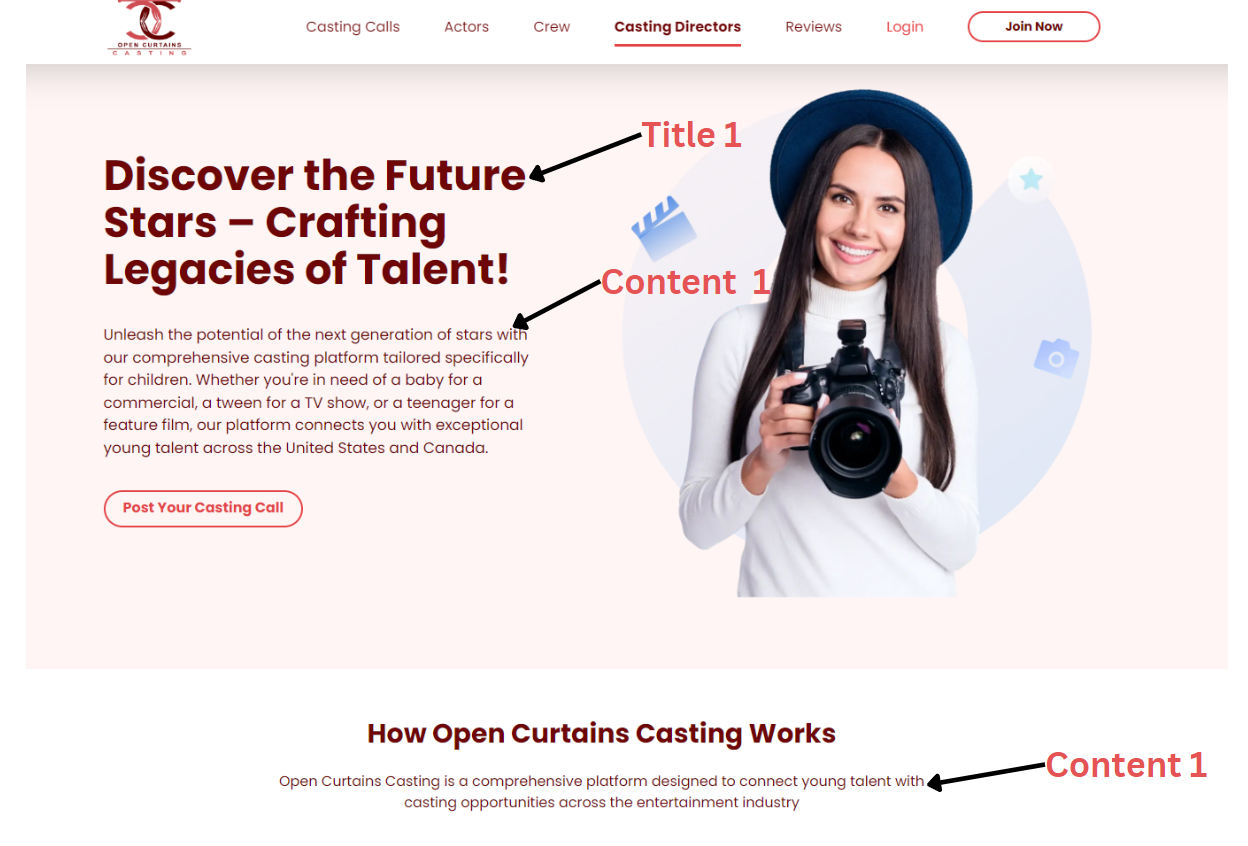 OPEN CURTAINS
CASTING
Casting Calls Actors Crew Casting Directors Reviews Login Join Now
Title 1
Discover the Future
Stars – Crafting
Legacies of Talent!
Content 1
Unleash the potential of the next generation of stars with
our comprehensive casting platform tailored specifically
for children. Whether you're in need of a baby for a
commercial, a tween for a TV show, or a teenager for a
feature film, our platform connects you with exceptional
young talent across the United States and Canada.
Post Your Casting Call
How Open Curtains Casting Works
Content 1
Open Curtains Casting is a comprehensive platform designed to connect young talent with
casting opportunities across the entertainment industry